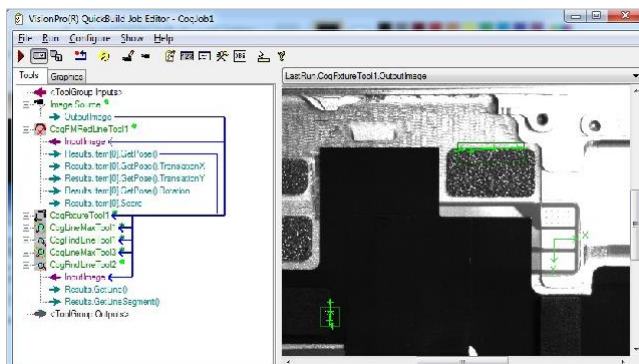 VisionPro(R) QuickBuild Job Editor - CogJob1
File Run Configure Show Help
Tools Graphics
LastRun.CogFixtureTool1.OutputImage
<ToolGroup Inputs>
Image Source
OutputImage
CogPMRedLineTool1
InputImage
Results.Item[0].GetPose()
Results.Item[0].GetPose().TranslationX
Results.Item[0].GetPose().TranslationY
Results.Item[0].GetPose().Rotation
Results.Item[0].Score
CogFixtureTool1
CogLineMaxTool1
CogFindLineTool1
CogLineMaxTool3
CogFindLineTool2
InputImage
Results.GetLine()
Results.GetLineSegment()
<ToolGroup Outputs>
X